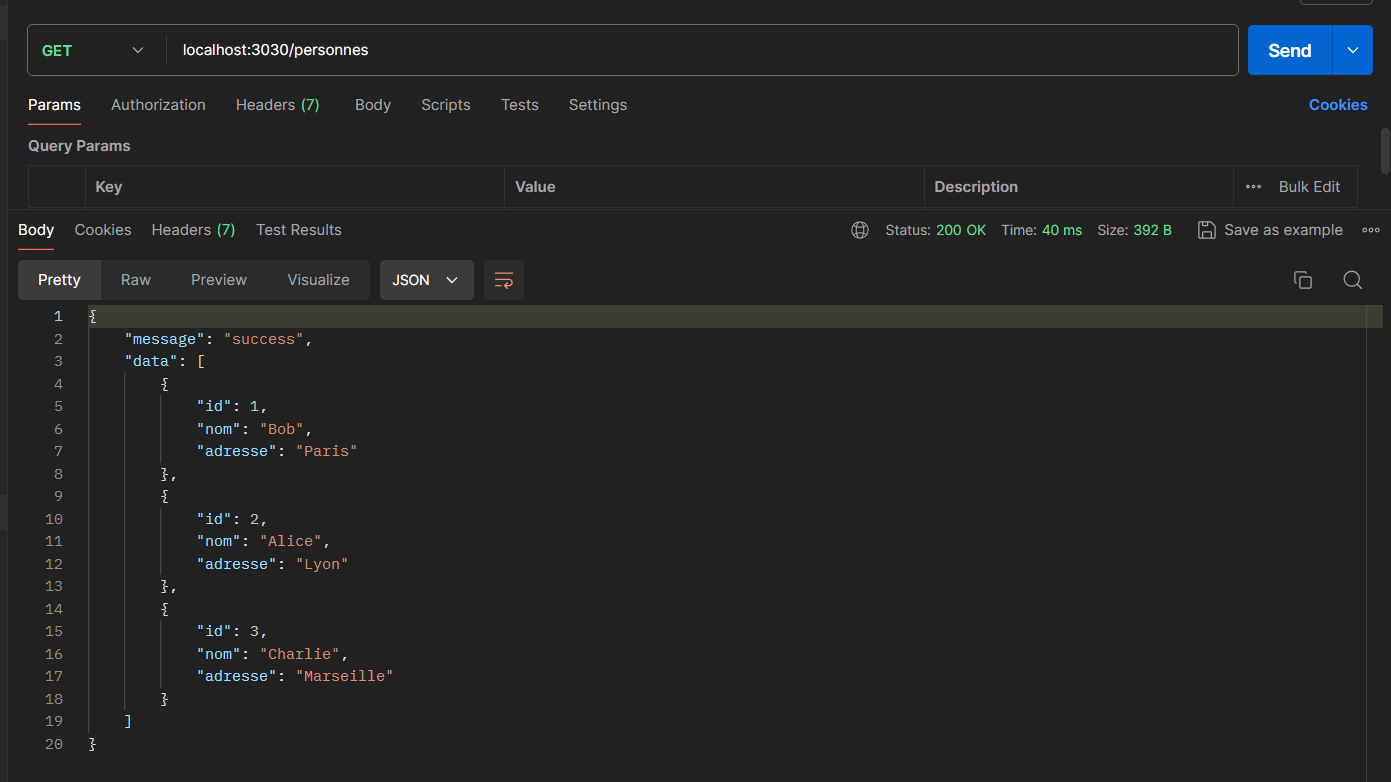 GET localhost:3030/personnes Send
Params Authorization Headers (7) Body Scripts Tests Settings Cookies
Query Params
Key Value Description ••• Bulk Edit
Body Cookies Headers (7) Test Results Status: 200 OK Time: 40 ms Size: 392 B Save as example
Pretty Raw Preview Visualize JSON
1 {
2 "message": "success",
3 "data": [
4 {
5 "id": 1,
6 "nom": "Bob",
7 "adresse": "Paris"
8 },
9 {
10 "id": 2,
11 "nom": "Alice",
12 "adresse": "Lyon"
13 },
14 {
15 "id": 3,
16 "nom": "Charlie",
17 "adresse": "Marseille"
18 }
19 ]
20 }